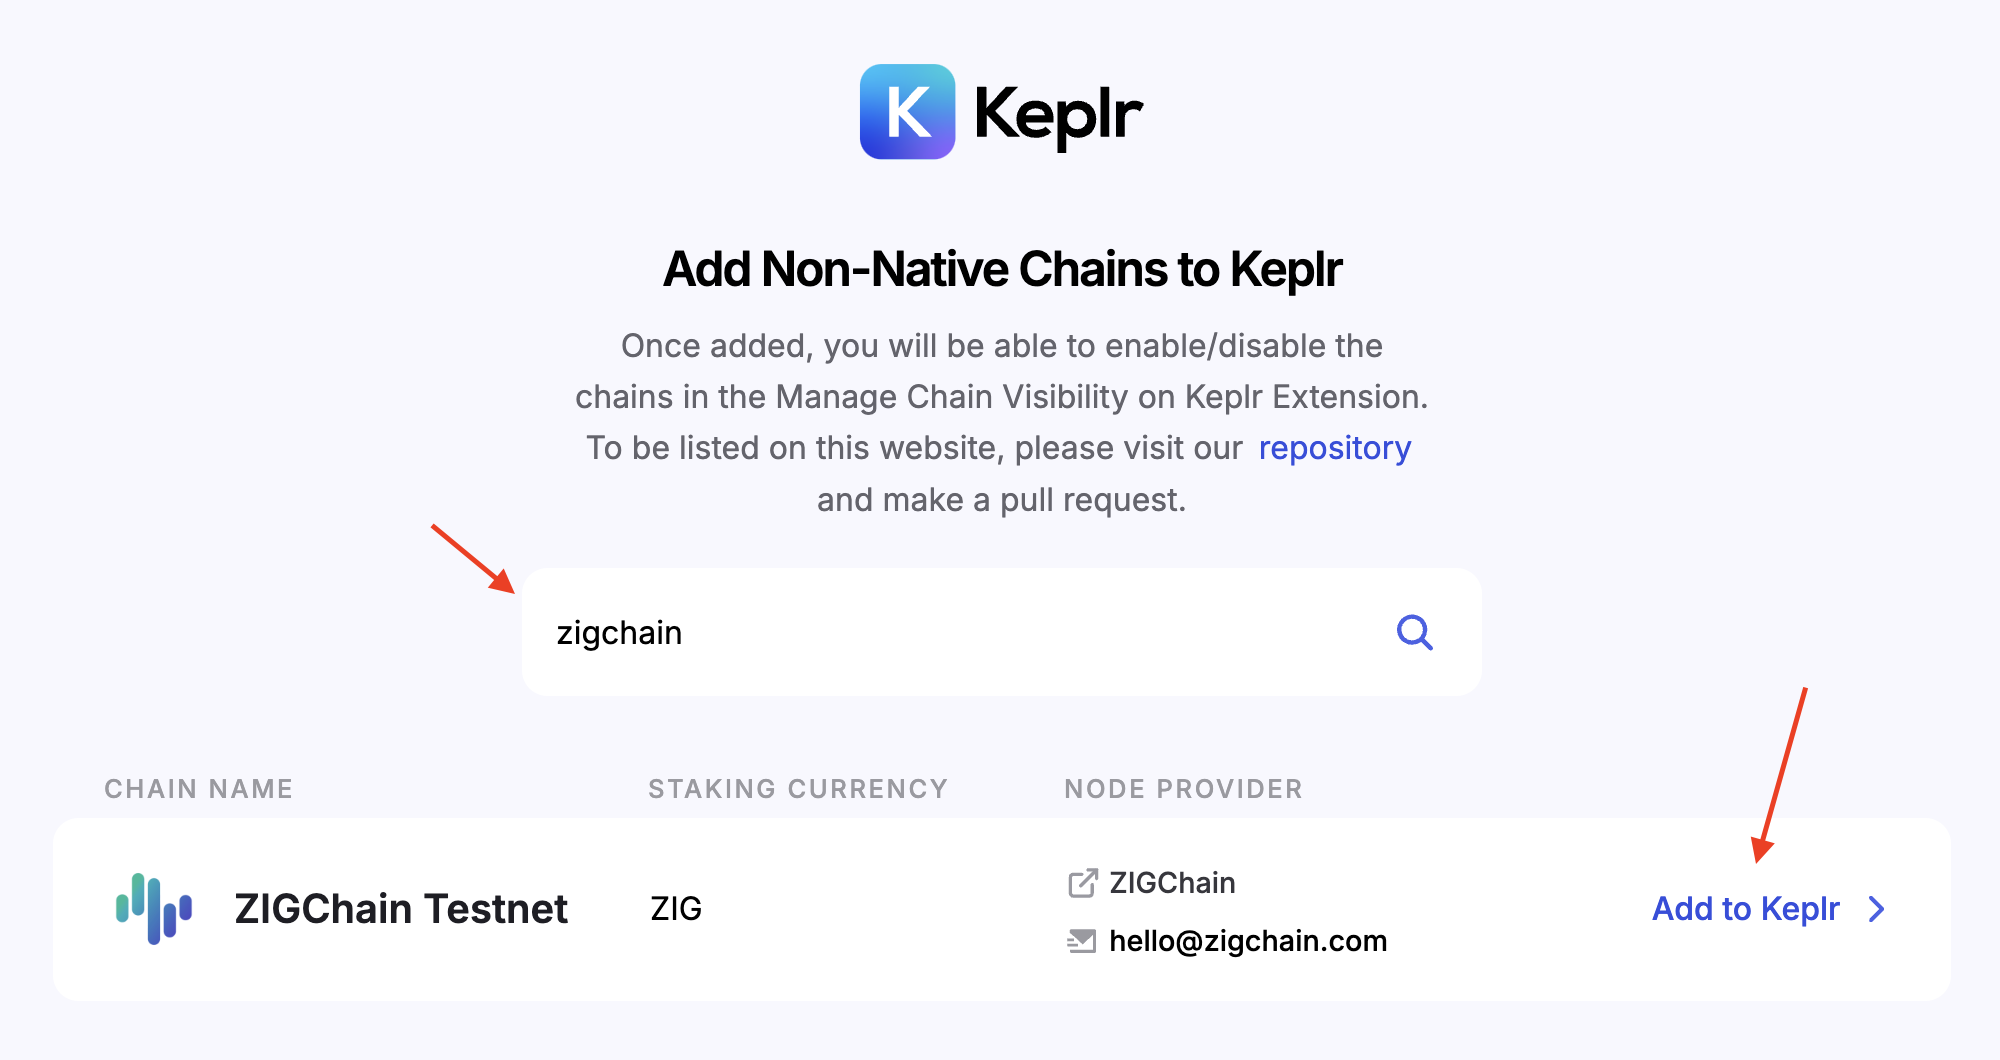 K Keplr
Add Non-Native Chains to Keplr
Once added, you will be able to enable/disable the
chains in the Manage Chain Visibility on Keplr Extension.
To be listed on this website, please visit our repository
and make a pull request.
zigchain
CHAIN NAME STAKING CURRENCY NODE PROVIDER
ZIGChain Testnet ZIG ZIGChain
hello@zigchain.com
Add to Keplr